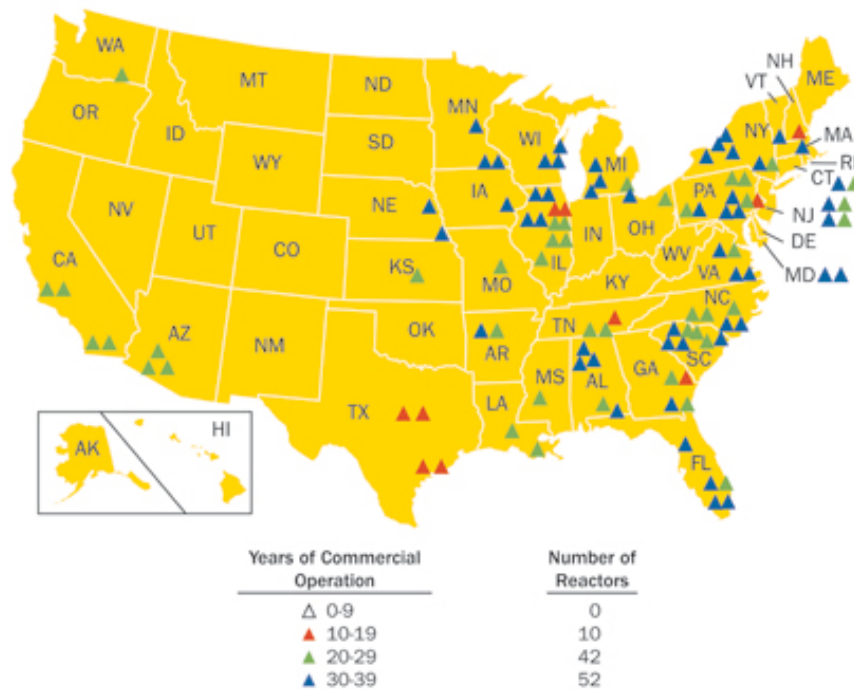 WA
MT
ND
MN
OR
ID
SD
WI
MI
WY
NV
NE
IA
CA
UT
CO
KS
MO
IL
IN
OH
PA
NY
VT
NH
ME
MA
RI
CT
NJ
DE
MD
WV
VA
KY
NC
TN
SC
AZ
NM
OK
AR
MS
AL
GA
TX
LA
FL
AK
HI
Years of Commercial Number of
Operation Reactors
0-9 0
10-19 10
20-29 42
30-39 52